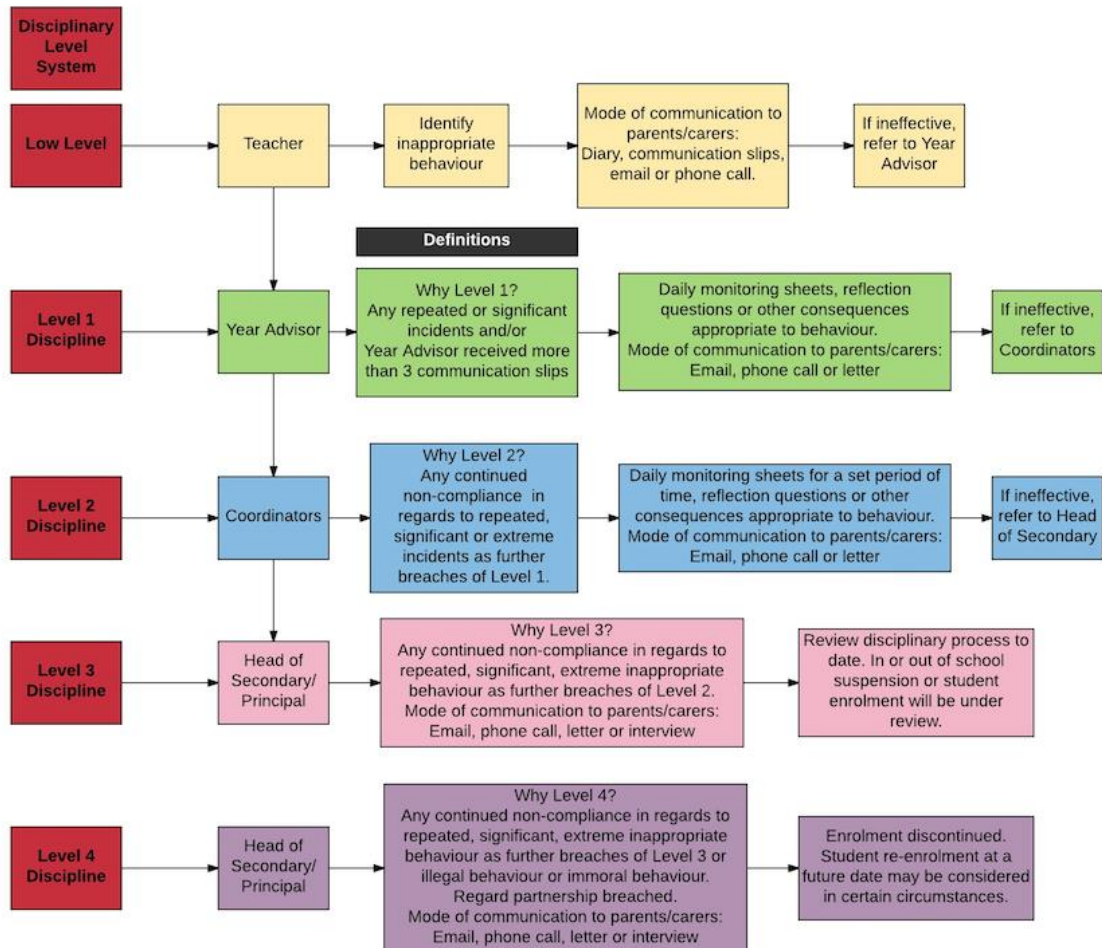 Disciplinary
Level
System
Low Level
Teacher
Identify
inappropriate
behaviour
Mode of communication to
parents/carers:
Diary, communication slips,
email or phone call.
If ineffective,
refer to Year
Advisor
Definitions
Level 1
Discipline
Year Advisor
Why Level 1?
Any repeated or significant
incidents and/or
Year Advisor received more
than 3 communication slips
Daily monitoring sheets, reflection
questions or other consequences
appropriate to behaviour.
Mode of communication to parents/carers:
Email, phone call or letter
If ineffective,
refer to
Coordinators
Level 2
Discipline
Coordinators
Why Level 2?
Any continued
non-compliance in
regards to repeated,
significant or extreme
incidents as further
breaches of Level 1.
Daily monitoring sheets for a set period of
time, reflection questions or other
consequences appropriate to behaviour.
Mode of communication to parents/carers:
Email, phone call or letter
If ineffective,
refer to Head
of Secondary
Level 3
Discipline
Head of
Secondary/
Principal
Why Level 3?
Any continued non-compliance in regards to
repeated, significant, extreme inappropriate
behaviour as further breaches of Level 2.
Mode of communication to parents/carers:
Email, phone call, letter or interview
Review disciplinary process to
date. In or out of school
suspension or student
enrolment will be under
review.
Level 4
Discipline
Head of
Secondary/
Principal
Why Level 4?
Any continued non-compliance in regards to
repeated, significant, extreme inappropriate
behaviour as further breaches of Level 3 or
illegal behaviour or immoral behaviour.
Regard partnership breached.
Mode of communication to parents/carers:
Email, phone call, letter or interview
Enrolment discontinued.
Student re-enrolment at a
future date may be considered
in certain circumstances.